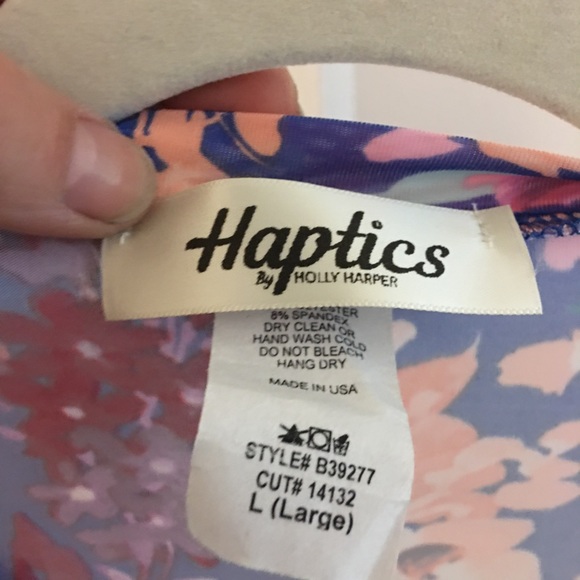 Haptics
By HOLLY HARPER
8% SPANDEX
DRY CLEAN OR
HAND WASH COLD
DO NOT BLEACH
HANG DRY
MADE IN USA
STYLE# B39277
CUT# 14132
L (Large)